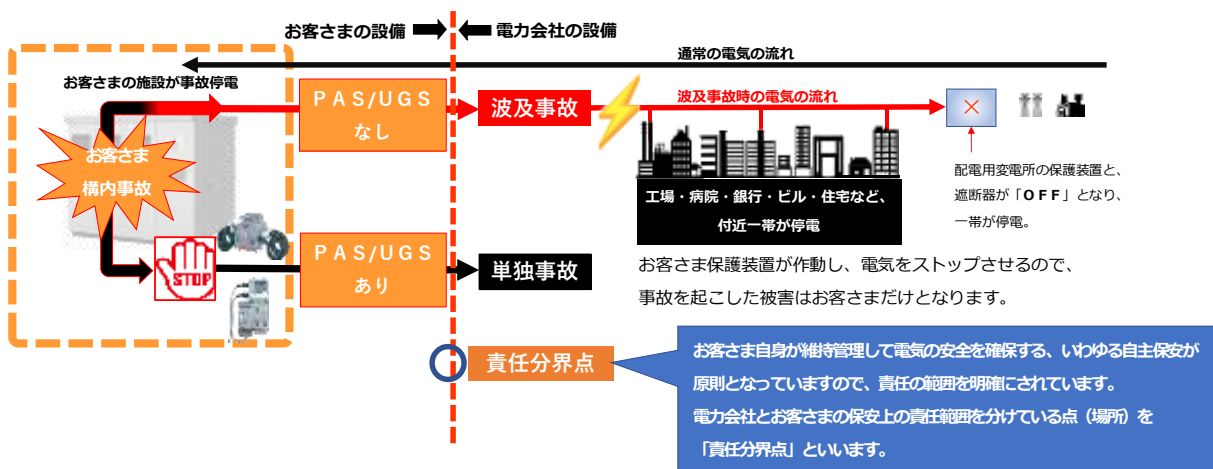 お客さまの設備
電力会社の設備
通常の電気の流れ
お客さまの施設が事故停電
お客さま
構内事故
PAS/UGS
なし
波及事故
波及事故時の電気の流れ
×
配電用変電所の保護装置と、
遮断器が「OFF」となり、
一帯が停電。
工場・病院・銀行・ビル・住宅など、
付近一帯が停電
STOP
PAS/UGS
あり
単独事故
お客さま保護装置が作動し、電気をストップさせるので、
事故を起こした被害はお客さまだけとなります。
責任分界点
お客さま自身が維持管理して電気の安全を確保する、いわゆる自主保安が
原則となっていますので、責任の範囲を明確にされています。
電力会社とお客さまの保安上の責任範囲を分けている点（場所）を
「責任分界点」といいます。